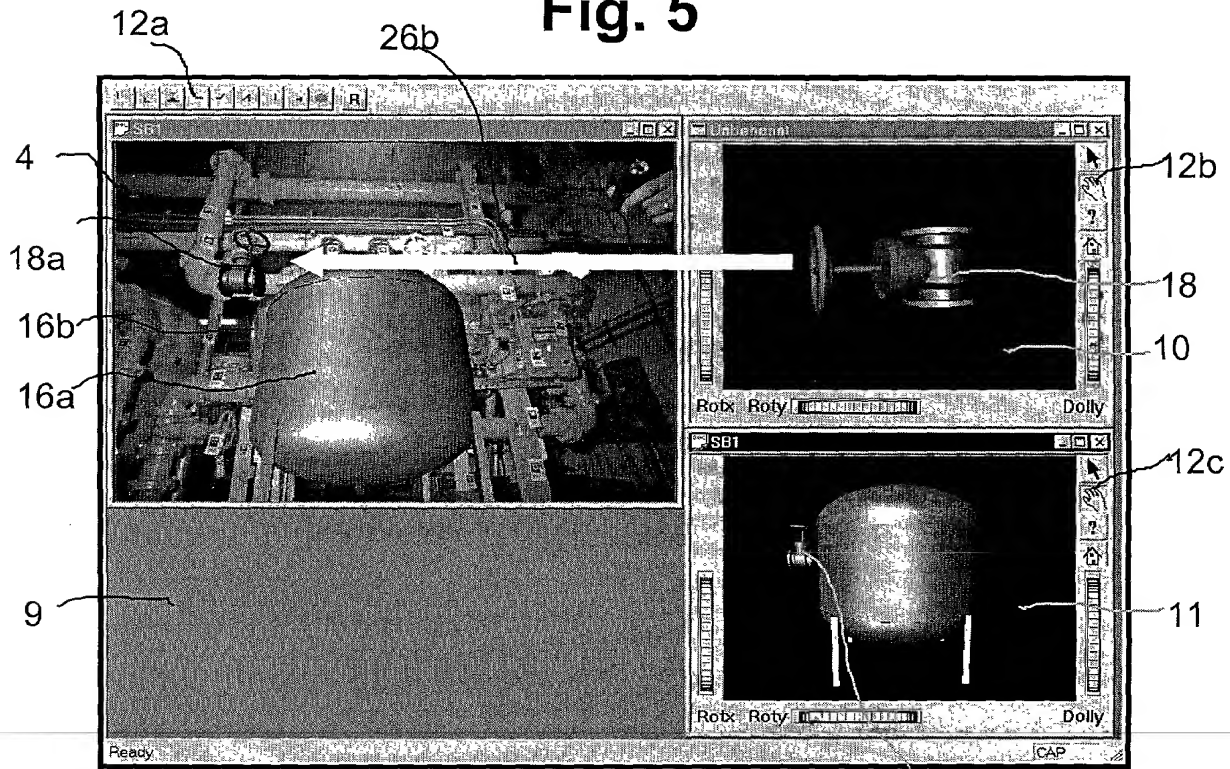 Fig. 5
12a
26b
R
SB1
Unbenannt
4
12b
?
18a
18
16b
10
16a
Rotx Roty Dolly
SB1
12c
?
9
11
Rotx Roty Dolly
Ready
CAP